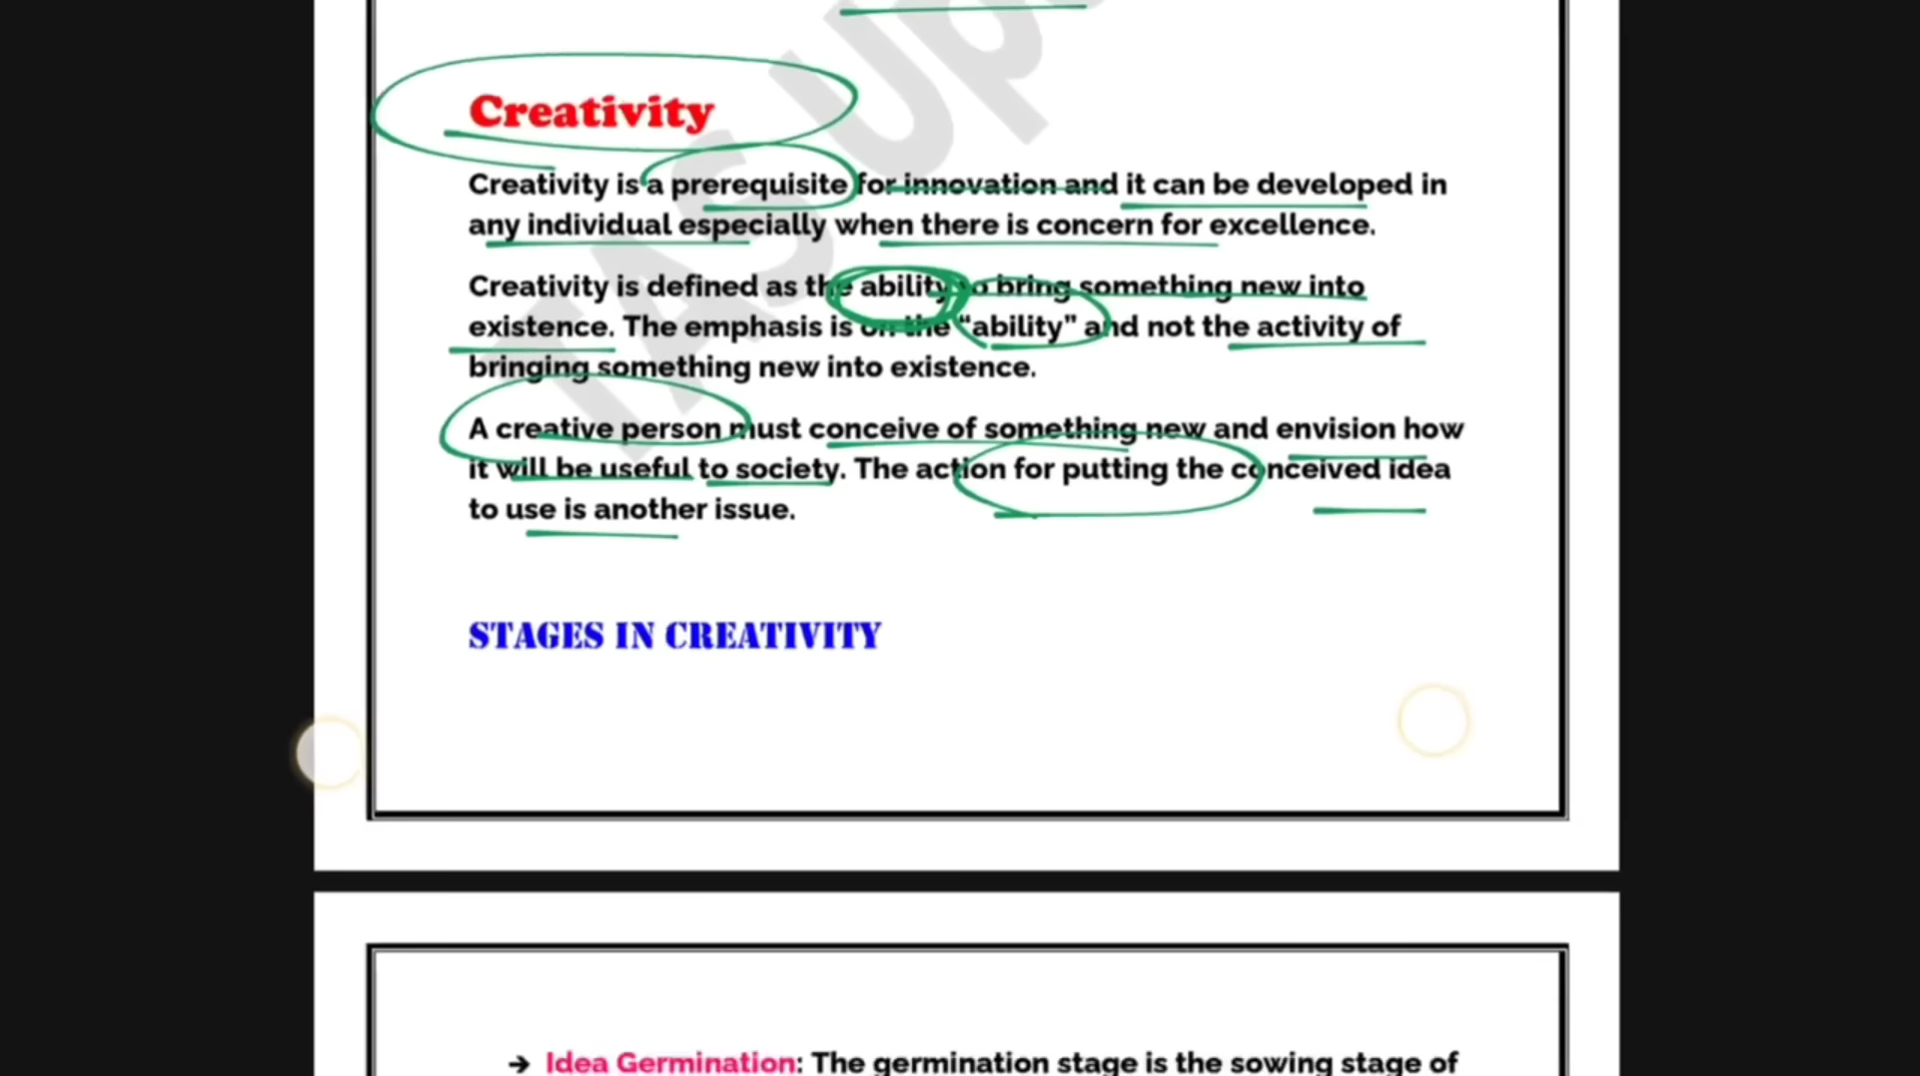 Creativity
Creativity is a prerequisite for innovation and it can be developed in
any individual especially when there is concern for excellence.
Creativity is defined as the ability to bring something new into
existence. The emphasis is on the “ability” and not the activity of
bringing something new into existence.
A creative person must conceive of something new and envision how
it will be useful to society. The action for putting the conceived idea
to use is another issue.
STAGES IN CREATIVITY
→ Idea Germination: The germination stage is the sowing stage of